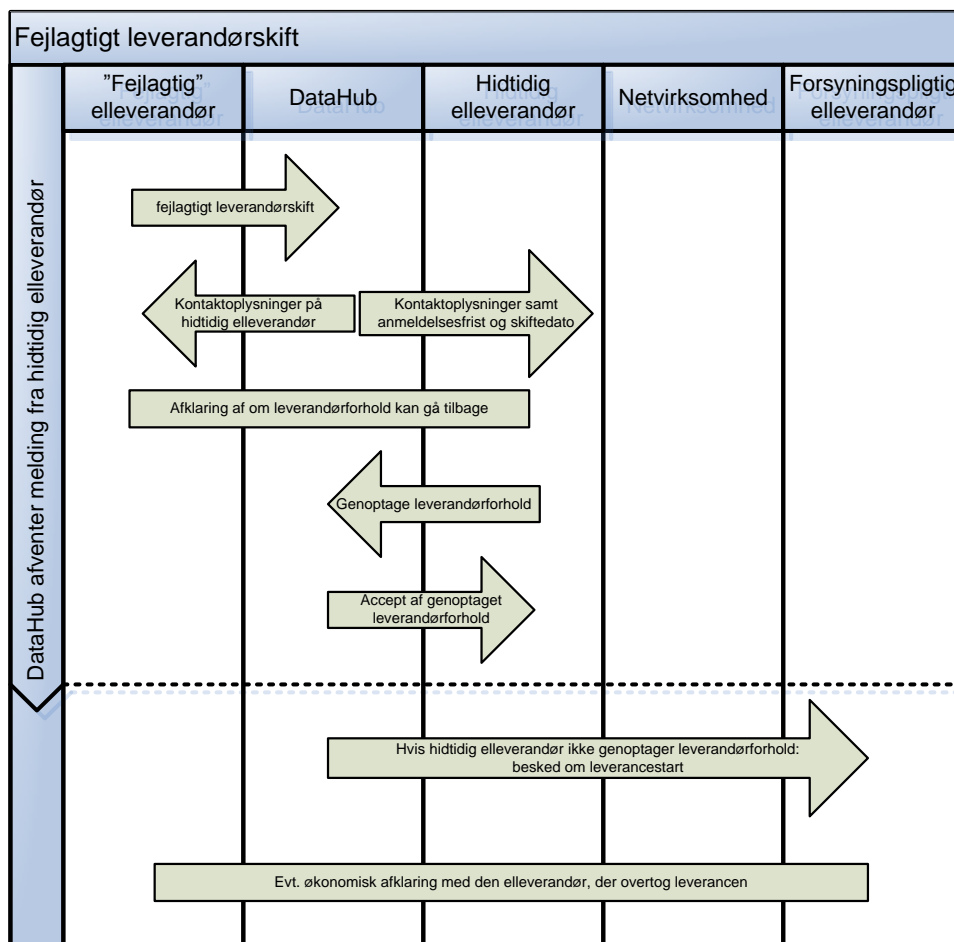 Fejlagtigt leverandørskift
"Fejlagtig"
elleverandør
DataHub
Hidtidig
elleverandør
Netvirksomhed
Forsyningspligtig
elleverandør
DataHub afventer melding fra hidtidig elleverandør
fejlagtigt leverandørskift
Kontaktoplysninger på
hidtidig elleverandør
Kontaktoplysninger samt
anmeldelsesfrist og skiftedato
Afklaring af om leverandørforhold kan gå tilbage
Genoptage leverandørforhold
Accept af genoptaget
leverandørforhold
Hvis hidtidig elleverandør ikke genoptager leverandørforhold:
besked om leverancestart
Evt. økonomisk afklaring med den elleverandør, der overtog leverancen